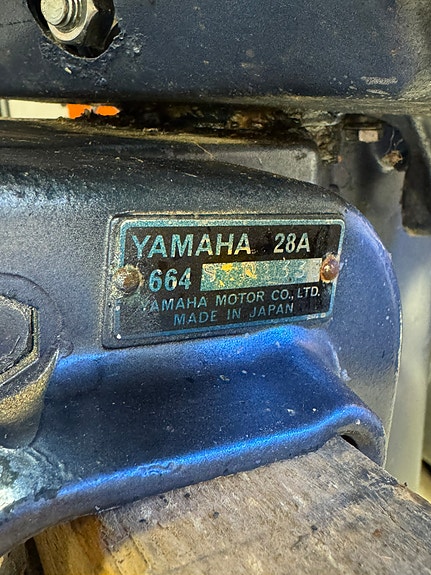 YAMAHA 28A
664
YAMAHA MOTOR CO., LTD.
MADE IN JAPAN